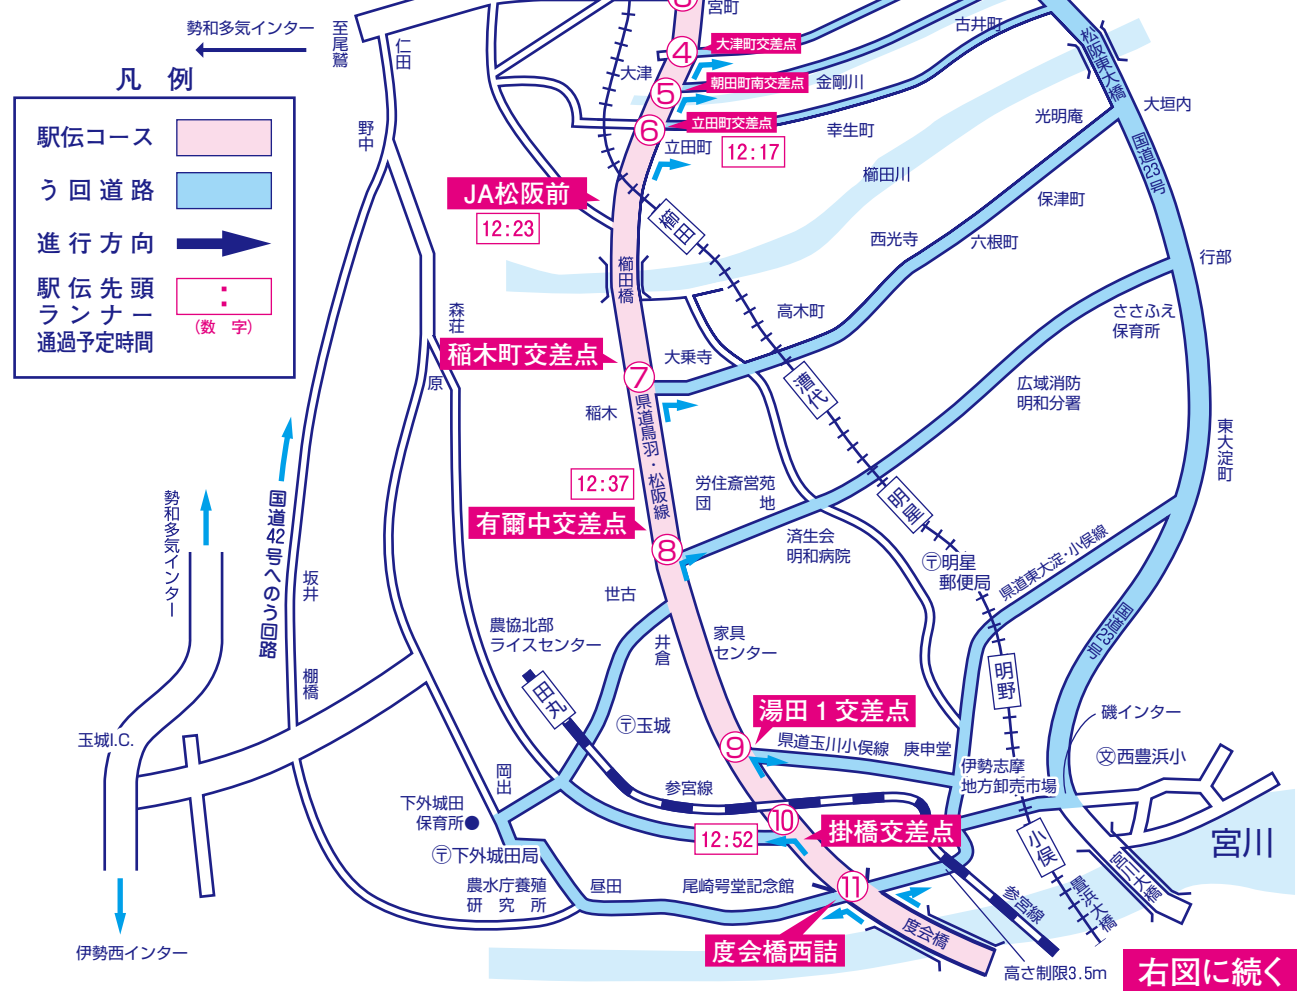 勢和多気インター
至尾鷲
仁田
宮町
④
大津町交差点
古井町
松阪東大橋
凡 例
大津
⑤
朝田町南交差点
金剛川
大垣内
駅伝コース
野中
⑥
立田町交差点
幸生町
光明庵
立田町
12:17
国道23号
う回道路
JA松阪前
櫛田
櫛田川
保津町
12:23
西光寺
六根町
進行方向
行部
櫛田橋
駅伝先頭
ランナー
通過予定時間
:
(数 字)
森荘
高木町
ささふえ
保育所
稲木町交差点
大乗寺
⑦
原
漕代
広域消防
明和分署
稲木
県道鳥羽・松阪線
東大淀町
12:37
労住斎営苑
団 地
明星
勢和多気インター
国道42号へのう回路
有爾中交差点
⑧
済生会
明和病院
〒明星
郵便局
県道東大淀・小俣線
坂井
世古
国道23号
農協北部
ライスセンター
井倉
家具
センター
棚橋
田丸
明野
湯田1交差点
磯インター
〒玉城
玉城I.C.
⑨
県道玉川小俣線
庚申堂
文西豊浜小
岡出
参宮線
伊勢志摩
地方卸売市場
下外城田
保育所
⑩
12:52
掛橋交差点
小俣
宮川
〒下外城田局
宮川大橋
農水庁養殖
研究所
昼田
尾崎咢堂記念館
⑪
参宮線
豊浜大橋
度会橋西詰
度会橋
伊勢西インター
高さ制限3.5m
右図に続く